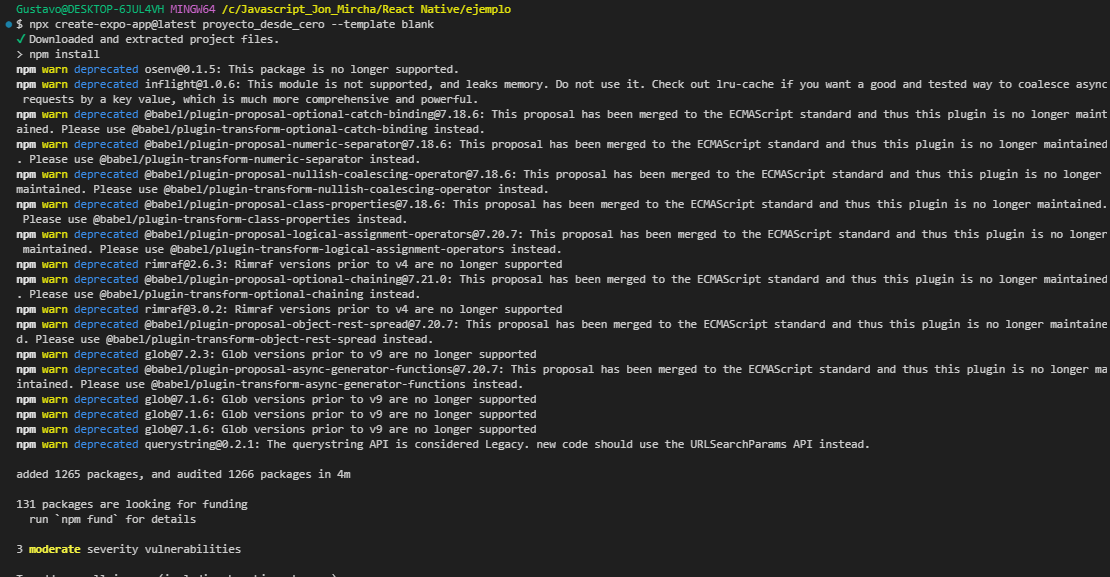 Gustavo@DESKTOP-6JUL4VH MINGW64 /c/Javascript_Jon_Mircha/React Native/ejemplo
$ npx create-expo-app@latest proyecto_desde_cero --template blank
✓ Downloaded and extracted project files.
> npm install
npm warn deprecated osenv@0.1.5: This package is no longer supported.
npm warn deprecated inflight@1.0.6: This module is not supported, and leaks memory. Do not use it. Check out lru-cache if you want a good and tested way to coalesce async
requests by a key value, which is much more comprehensive and powerful.
npm warn deprecated @babel/plugin-proposal-optional-catch-binding@7.18.6: This proposal has been merged to the ECMAScript standard and thus this plugin is no longer maint
ained. Please use @babel/plugin-transform-optional-catch-binding instead.
npm warn deprecated @babel/plugin-proposal-numeric-separator@7.18.6: This proposal has been merged to the ECMAScript standard and thus this plugin is no longer maintained
. Please use @babel/plugin-transform-numeric-separator instead.
npm warn deprecated @babel/plugin-proposal-nullish-coalescing-operator@7.18.6: This proposal has been merged to the ECMAScript standard and thus this plugin is no longer
maintained. Please use @babel/plugin-transform-nullish-coalescing-operator instead.
npm warn deprecated @babel/plugin-proposal-class-properties@7.18.6: This proposal has been merged to the ECMAScript standard and thus this plugin is no longer maintained.
Please use @babel/plugin-transform-class-properties instead.
npm warn deprecated @babel/plugin-proposal-logical-assignment-operators@7.20.7: This proposal has been merged to the ECMAScript standard and thus this plugin is no longer
maintained. Please use @babel/plugin-transform-logical-assignment-operators instead.
npm warn deprecated rimraf@2.6.3: Rimraf versions prior to v4 are no longer supported
npm warn deprecated @babel/plugin-proposal-optional-chaining@7.21.0: This proposal has been merged to the ECMAScript standard and thus this plugin is no longer maintained
. Please use @babel/plugin-transform-optional-chaining instead.
npm warn deprecated rimraf@3.0.2: Rimraf versions prior to v4 are no longer supported
npm warn deprecated @babel/plugin-proposal-object-rest-spread@7.20.7: This proposal has been merged to the ECMAScript standard and thus this plugin is no longer maintaine
d. Please use @babel/plugin-transform-object-rest-spread instead.
npm warn deprecated glob@7.2.3: Glob versions prior to v9 are no longer supported
npm warn deprecated @babel/plugin-proposal-async-generator-functions@7.20.7: This proposal has been merged to the ECMAScript standard and thus this plugin is no longer ma
intained. Please use @babel/plugin-transform-async-generator-functions instead.
npm warn deprecated glob@7.1.6: Glob versions prior to v9 are no longer supported
npm warn deprecated glob@7.1.6: Glob versions prior to v9 are no longer supported
npm warn deprecated glob@7.1.6: Glob versions prior to v9 are no longer supported
npm warn deprecated querystring@0.2.1: The querystring API is considered Legacy. new code should use the URLSearchParams API instead.
added 1265 packages, and audited 1266 packages in 4m
131 packages are looking for funding
run `npm fund` for details
3 moderate severity vulnerabilities